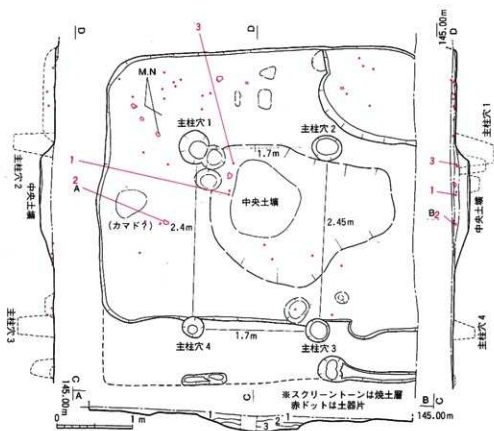 D
D
145.00m
D
3
M.N
主柱穴1
主柱穴2
主柱穴1
主柱穴2
1.7m
3
1
1
2
A
中央土壙
中央土壙
中央土壙
B
2
(カマド?)
2.4m
2.45m
主柱穴3
主柱穴4
1.7m
主柱穴4
主柱穴3
C
C
B
C
145.00m
A
※スクリーントーンは焼土層
赤ドットは土器片
145.00m
0
1m
1
2
1
3